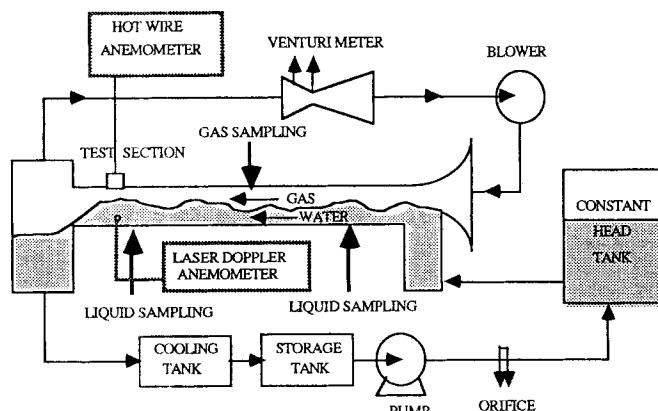 HOT WIRE
ANEMOMETER
VENTURI METER
BLOWER
GAS SAMPLING
TEST SECTION
GAS
WATER
CONSTANT
HEAD
TANK
LASER DOPPLER
ANEMOMETER
LIQUID SAMPLING
LIQUID SAMPLING
COOLING
TANK
STORAGE
TANK
PUMP
ORIFICE